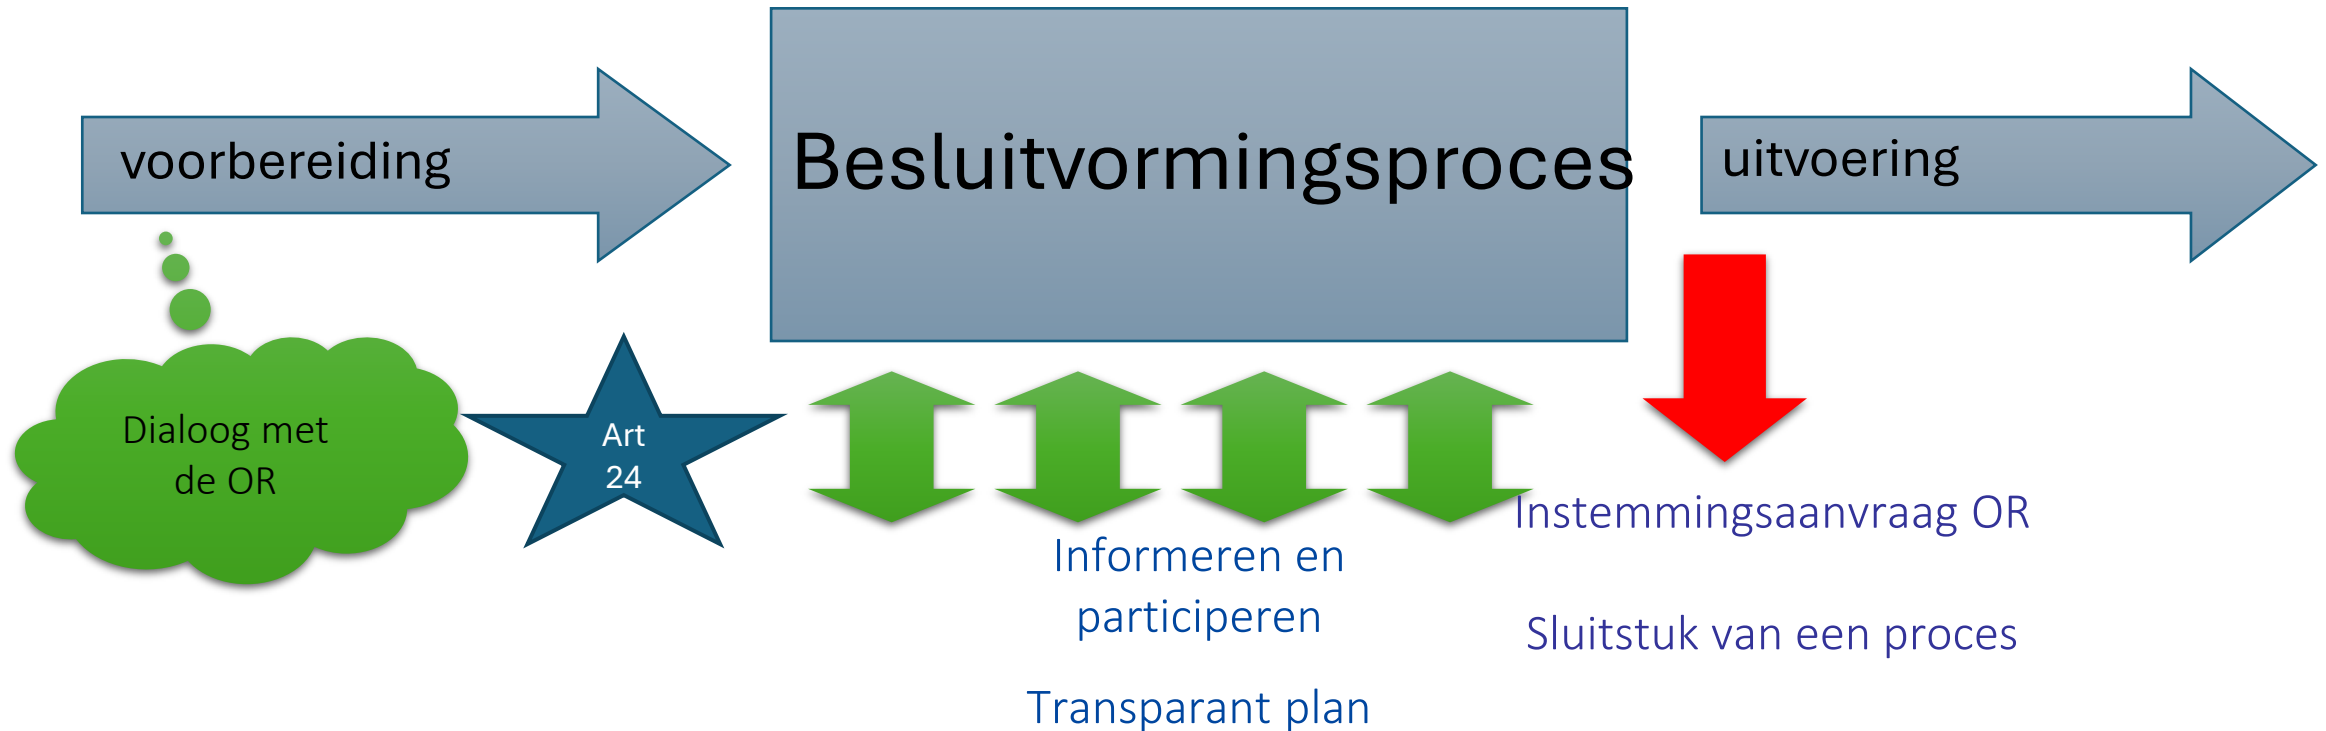 voorbereiding
Besluitvormingsproces
uitvoering
Dialoog met
de OR
Art
24
Informeren en
participeren
Transparant plan
Instemmingsaanvraag OR
Sluitstuk van een proces